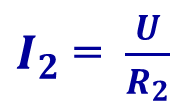 I₂ = U / R₂